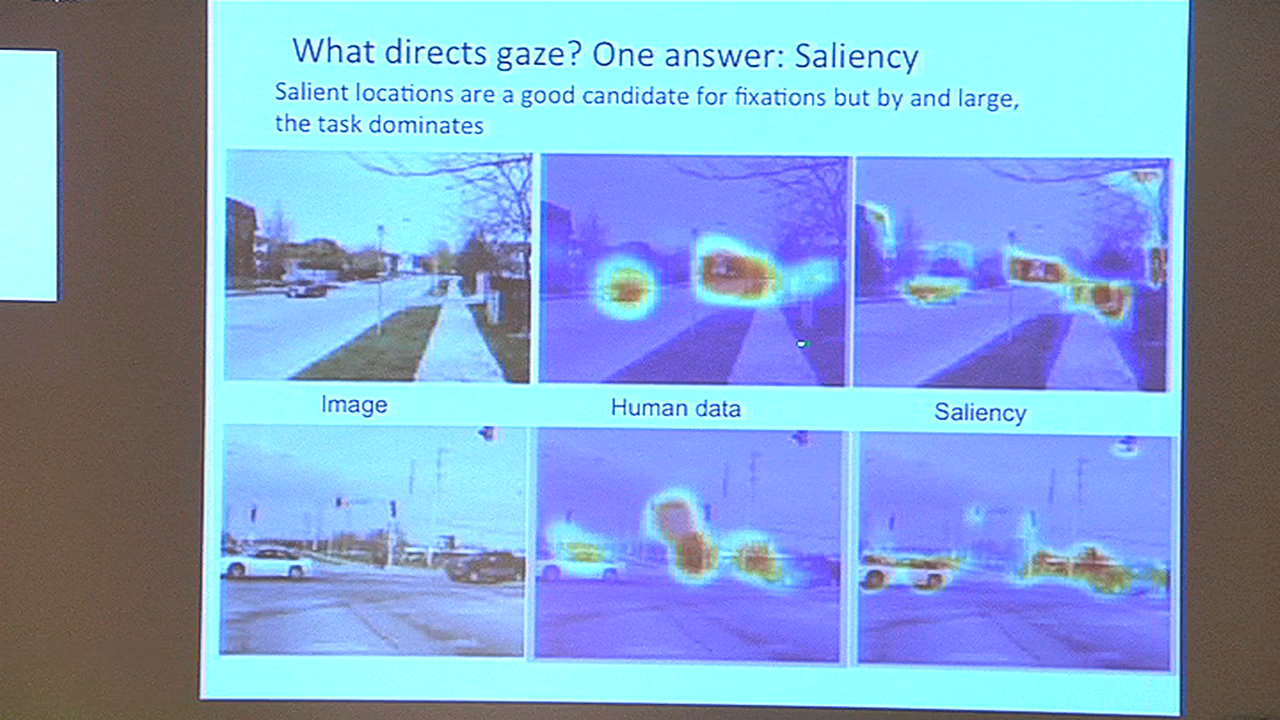 What directs gaze? One answer: Saliency
Salient locations are a good candidate for fixations but by and large,
the task dominates
Image
Human data
Saliency